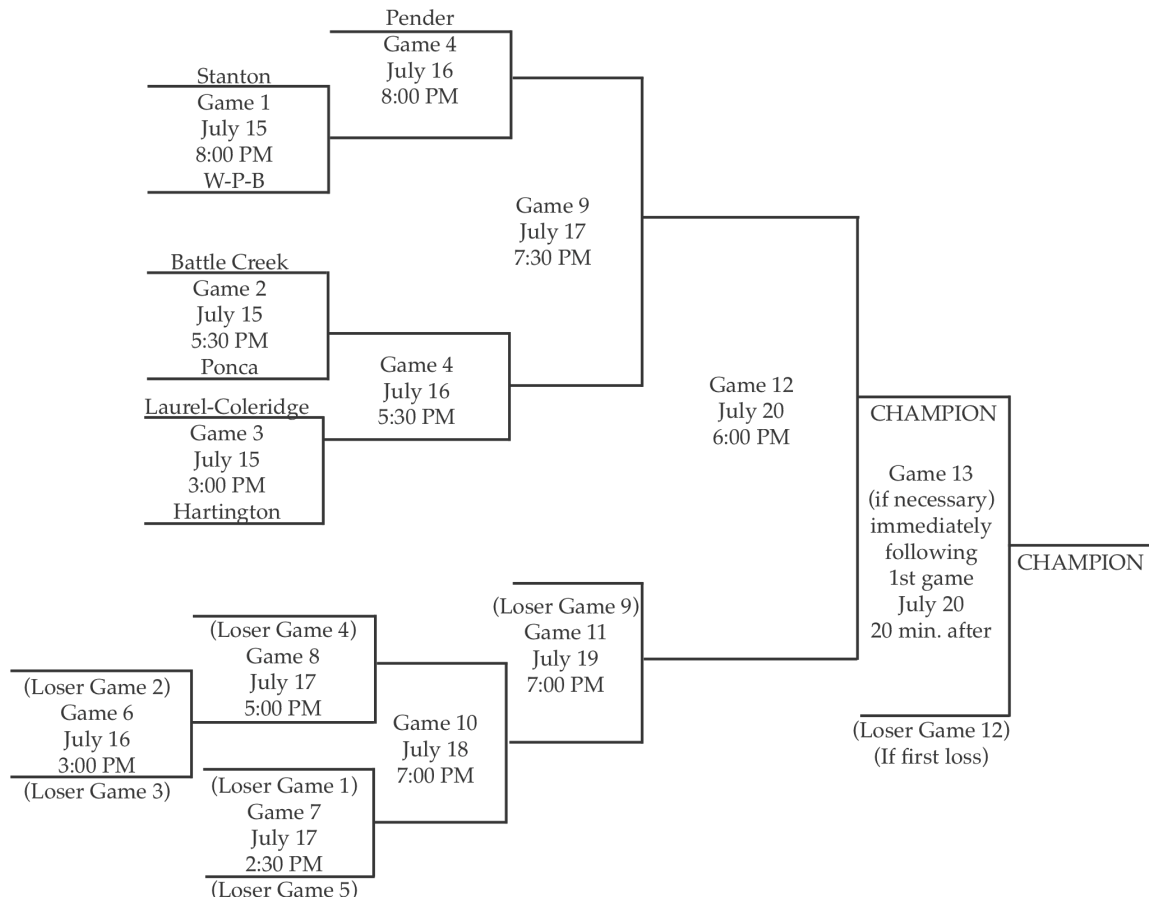 Pender
Game 4
July 16
8:00 PM
Stanton
Game 1
July 15
8:00 PM
W-P-B
Game 9
July 17
7:30 PM
Battle Creek
Game 2
July 15
5:30 PM
Ponca
Game 4
July 16
5:30 PM
Laurel-Coleridge
Game 3
July 15
3:00 PM
Hartington
Game 12
July 20
6:00 PM
CHAMPION
Game 13
(if necessary)
immediately
following
1st game
July 20
20 min. after
CHAMPION
(Loser Game 12)
(If first loss)
(Loser Game 9)
Game 11
July 19
7:00 PM
(Loser Game 4)
Game 8
July 17
5:00 PM
(Loser Game 2)
Game 6
July 16
3:00 PM
(Loser Game 3)
Game 10
July 18
7:00 PM
(Loser Game 1)
Game 7
July 17
2:30 PM
(Loser Game 5)